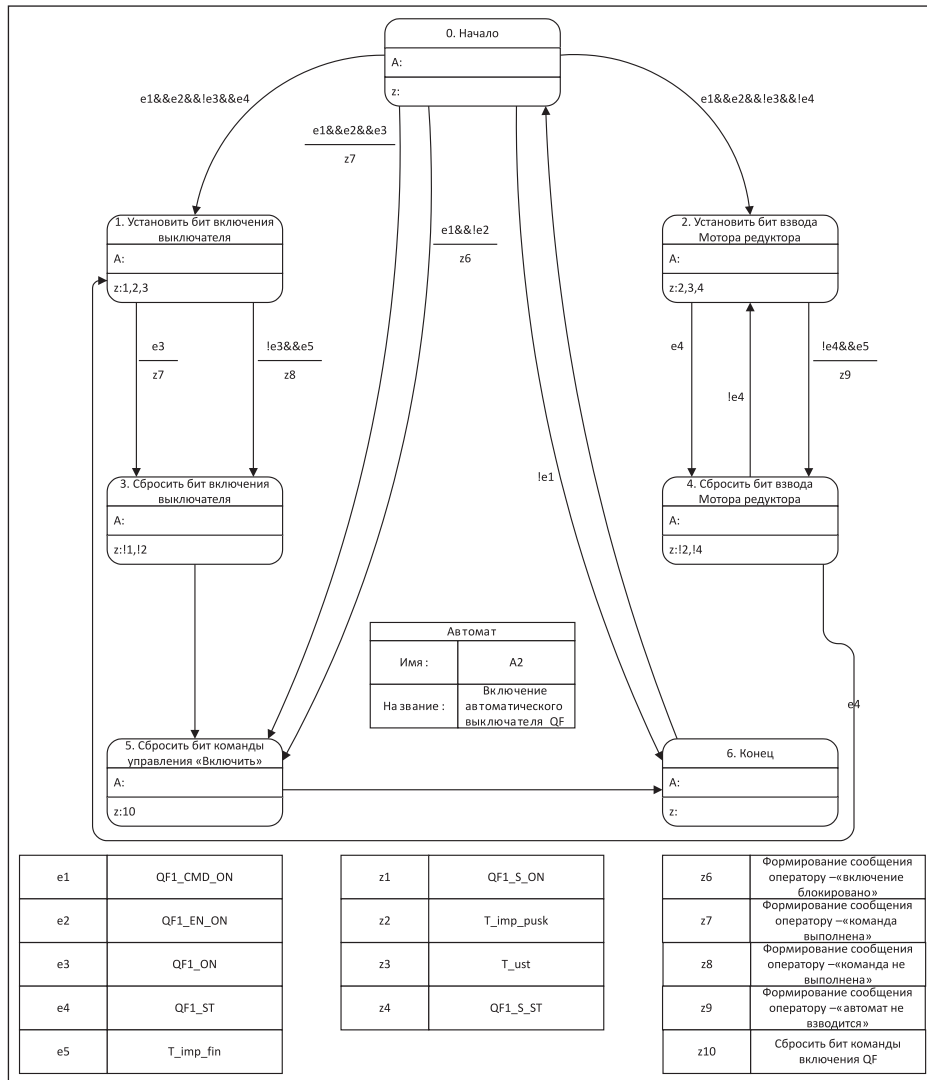 0. Начало
A:
z:
e1&&e2&&!e3&&e4
e1&&e2&&e3
z7
e1&&e2&&!e3&&!e4
1. Установить бит включения
выключателя
A:
z:1,2,3
e1&&!e2
z6
2. Установить бит взвода
Мотора редуктора
A:
z:2,3,4
e3
z7
!e3&&e5
z8
e4
!e4
!e4&&e5
z9
!e1
3. Сбросить бит включения
выключателя
A:
z:!1,!2
4. Сбросить бит взвода
Мотора редуктора
A:
z:!2,!4
Автомат
Имя :
A2
Название :
Включение
автоматического
выключателя QF
e4
5. Сбросить бит команды
управления «Включить»
A:
z:10
6. Конец
A:
z:
e1
QF1_CMD_ON
e2
QF1_EN_ON
e3
QF1_ON
e4
QF1_ST
e5
T_imp_fin
z1
QF1_S_ON
z2
T_imp_pusk
z3
T_ust
z4
QF1_S_ST
z6
Формирование сообщения
оператору –«включение
блокировано»
z7
Формирование сообщения
оператору –«команда
выполнена»
z8
Формирование сообщения
оператору –«команда не
выполнена»
z9
Формирование сообщения
оператору –«автомат не
взводится»
z10
Сбросить бит команды
включения QF